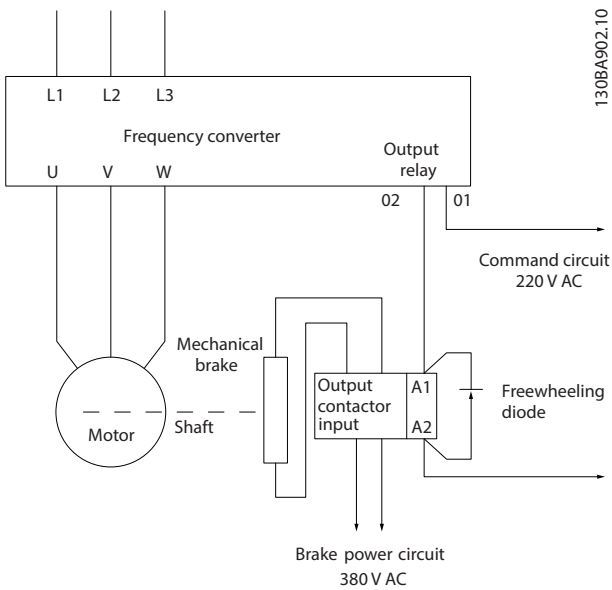 130BA902.10
L1 L2 L3
Frequency converter
Output
relay
U V W
02 01
Command circuit
220 V AC
Mechanical
brake
Output
contactor
input
A1
A2
Freewheeling
diode
Motor
Shaft
Brake power circuit
380 V AC